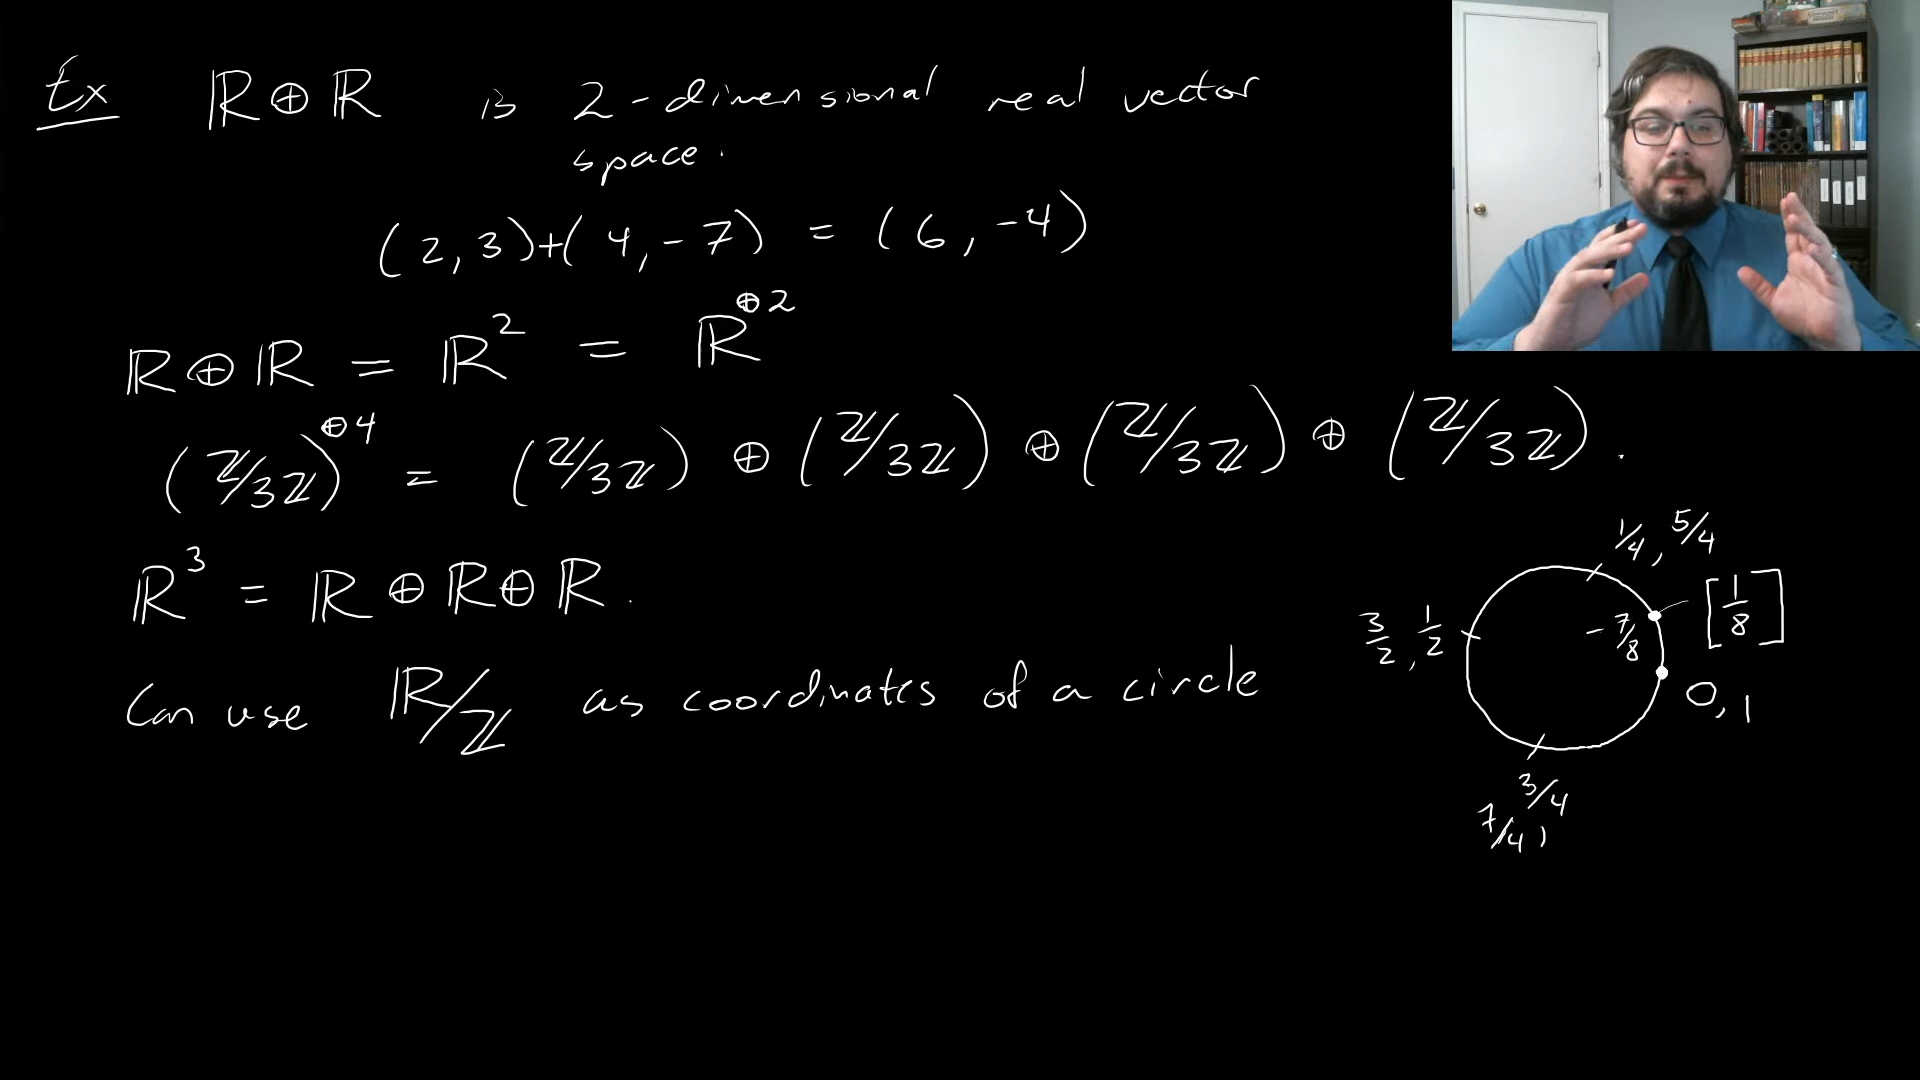 Ex ℝ⊕ℝ is 2-dimensional real vector
space.
(2,3)+(4,-7) = (6,-4)
ℝ⊕ℝ = ℝ² = ℝ^⊕2
(ℤ/3ℤ)^⊕4 = (ℤ/3ℤ) ⊕ (ℤ/3ℤ) ⊕ (ℤ/3ℤ) ⊕ (ℤ/3ℤ).
ℝ³ = ℝ⊕ℝ⊕ℝ.
Can use ℝ/ℤ as coordinates of a circle
1/4, 5/4
[1/8]
3/2, 1/2
-7/8
0, 1
3/4
7/4,